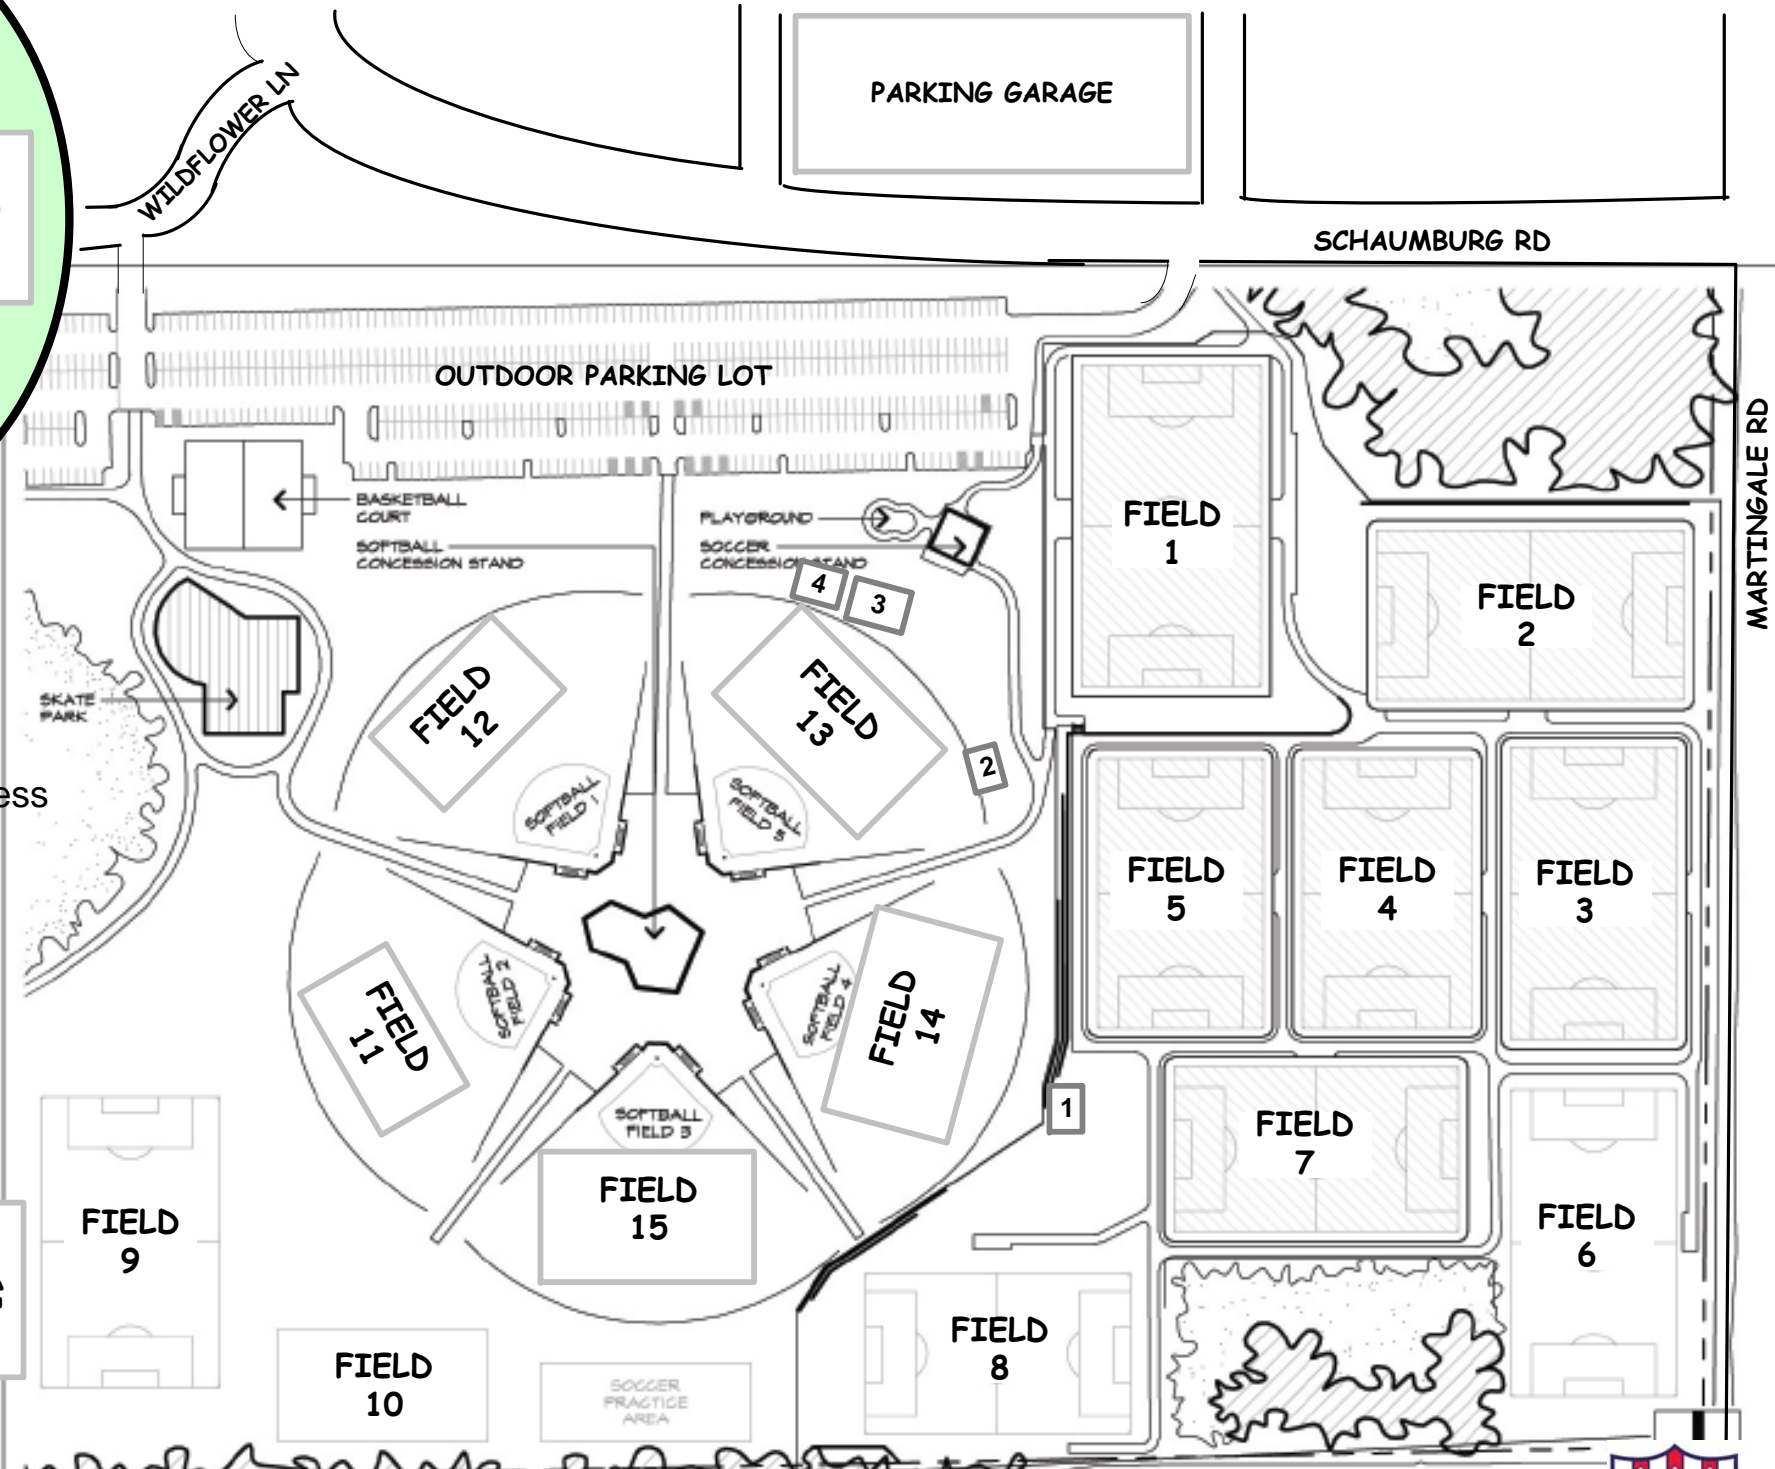 PARKING GARAGE
WILDFLOWER LN
SCHAUMBURG RD
OUTDOOR PARKING LOT
MARTINGALE RD
BASKETBALL
COURT
SOFTBALL
CONCESSION STAND
PLAYGROUND
SOCCER
CONCESSION STAND
FIELD
1
FIELD
2
4
3
SKATE
PARK
FIELD
12
FIELD
13
2
ess
SOFTBALL
FIELD 1
SOFTBALL
FIELD 5
FIELD
5
FIELD
4
FIELD
3
SOFTBALL
FIELD 2
SOFTBALL
FIELD 4
FIELD
11
FIELD
14
1
SOFTBALL
FIELD 3
FIELD
7
FIELD
15
FIELD
9
FIELD
6
FIELD
8
FIELD
10
SOCCER
PRACTICE
AREA